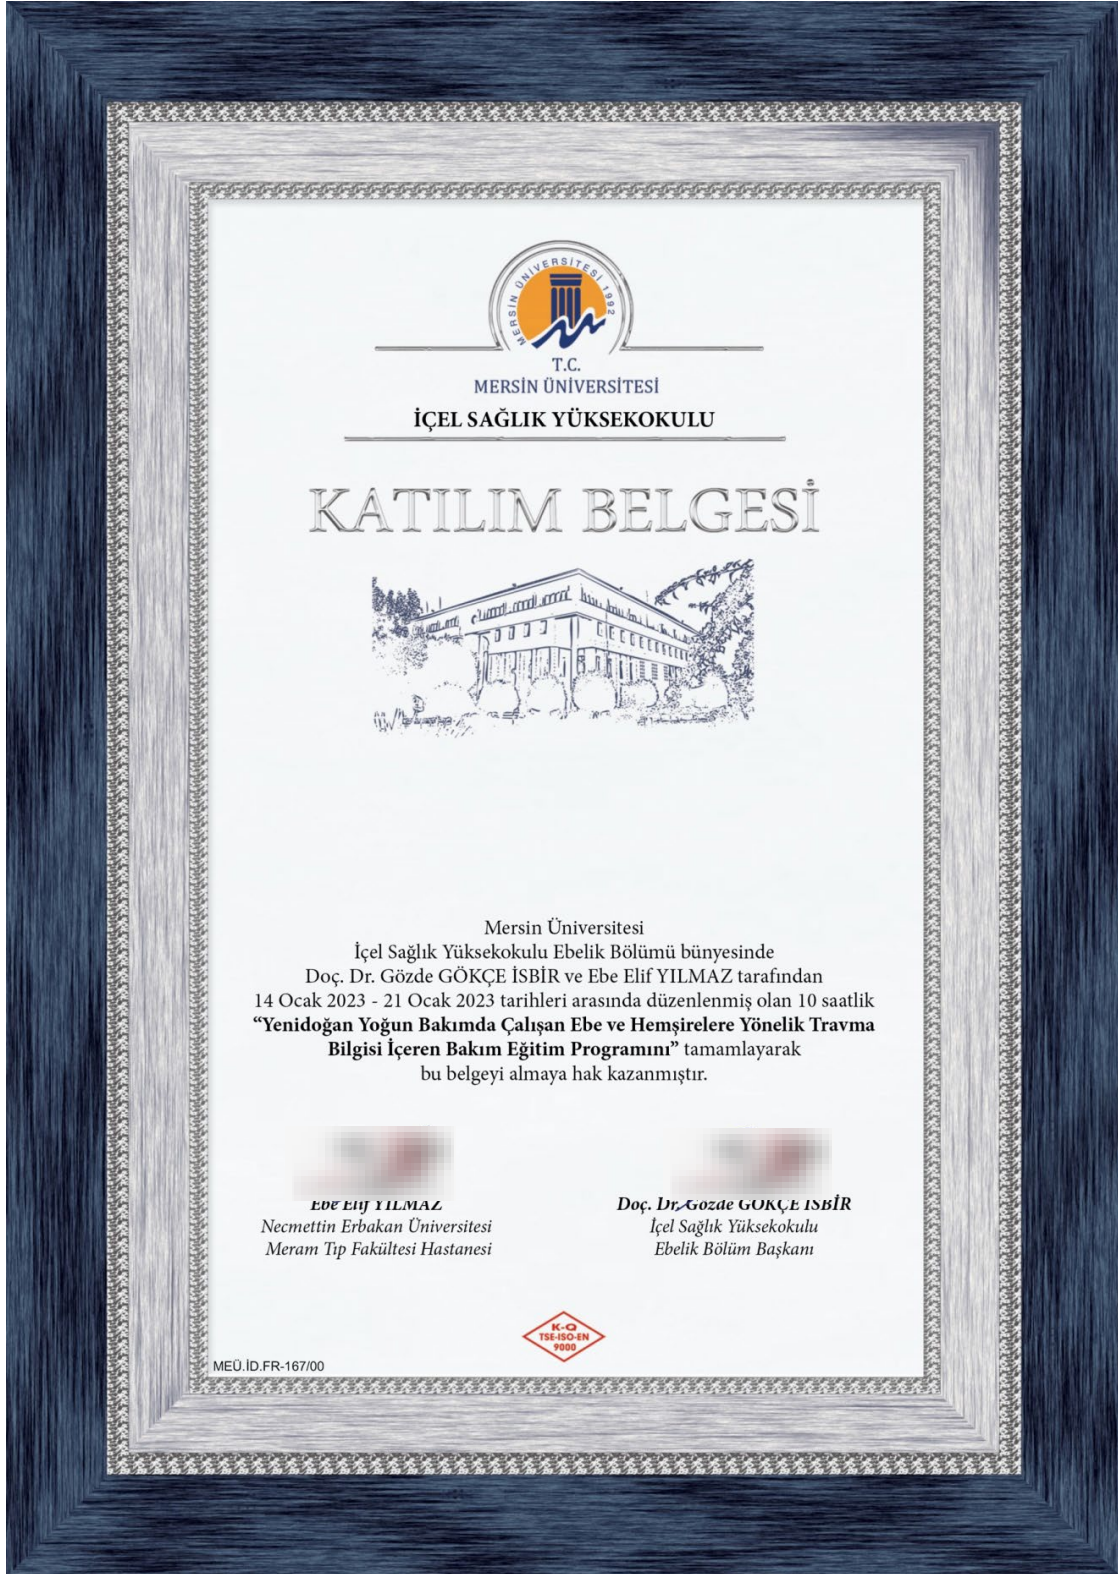 MERSİN ÜNİVERSİTESİ 1992
T.C.
MERSİN ÜNİVERSİTESİ
İÇEL SAĞLIK YÜKSEKOKULU
KATILIM BELGESİ
Mersin Üniversitesi
İçel Sağlık Yüksekokulu Ebelik Bölümü bünyesinde
Doç. Dr. Gözde GÖKÇE İSBİR ve Ebe Elif YILMAZ tarafından
14 Ocak 2023 - 21 Ocak 2023 tarihleri arasında düzenlenmiş olan 10 saatlik
“Yenidoğan Yoğun Bakımda Çalışan Ebe ve Hemşirelere Yönelik Travma
Bilgisi İçeren Bakım Eğitim Programını” tamamlayarak
bu belgeyi almaya hak kazanmıştır.
Ebe Elif YILMAZ
Necmettin Erbakan Üniversitesi
Meram Tıp Fakültesi Hastanesi
Doç. Dr. Gözde GÖKÇE İSBİR
İçel Sağlık Yüksekokulu
Ebelik Bölüm Başkanı
K-Q
TSE-ISO-EN
9000
MEÜ.İD.FR-167/00